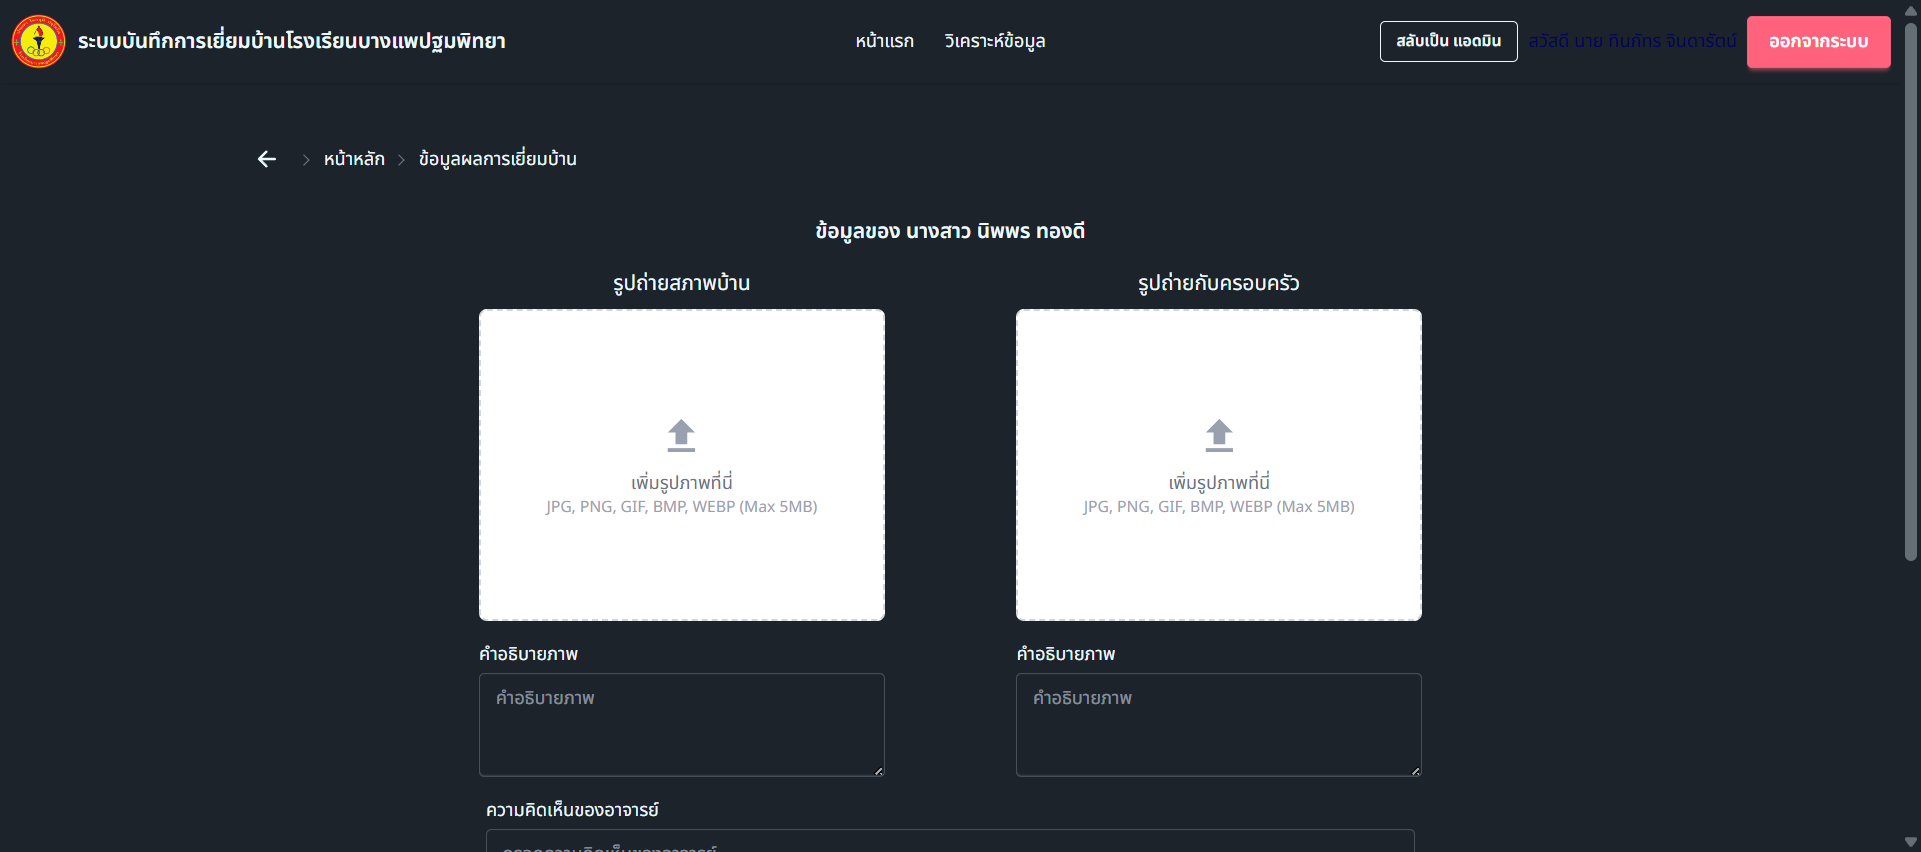 ระบบบันทึกการเยี่ยมบ้านโรงเรียนบางแพปฐมพิทยา
หน้าแรก วิเคราะห์ข้อมูล
สลับเป็น แอดมิน
สวัสดี นาย ทินภัทร จินดารัตน์
ออกจากระบบ
หน้าหลัก ข้อมูลผลการเยี่ยมบ้าน
ข้อมูลของ นางสาว นิพพร ทองดี
รูปถ่ายสภาพบ้าน
เพิ่มรูปภาพที่นี่
JPG, PNG, GIF, BMP, WEBP (Max 5MB)
คำอธิบายภาพ
คำอธิบายภาพ
รูปถ่ายกับครอบครัว
เพิ่มรูปภาพที่นี่
JPG, PNG, GIF, BMP, WEBP (Max 5MB)
คำอธิบายภาพ
คำอธิบายภาพ
ความคิดเห็นของอาจารย์